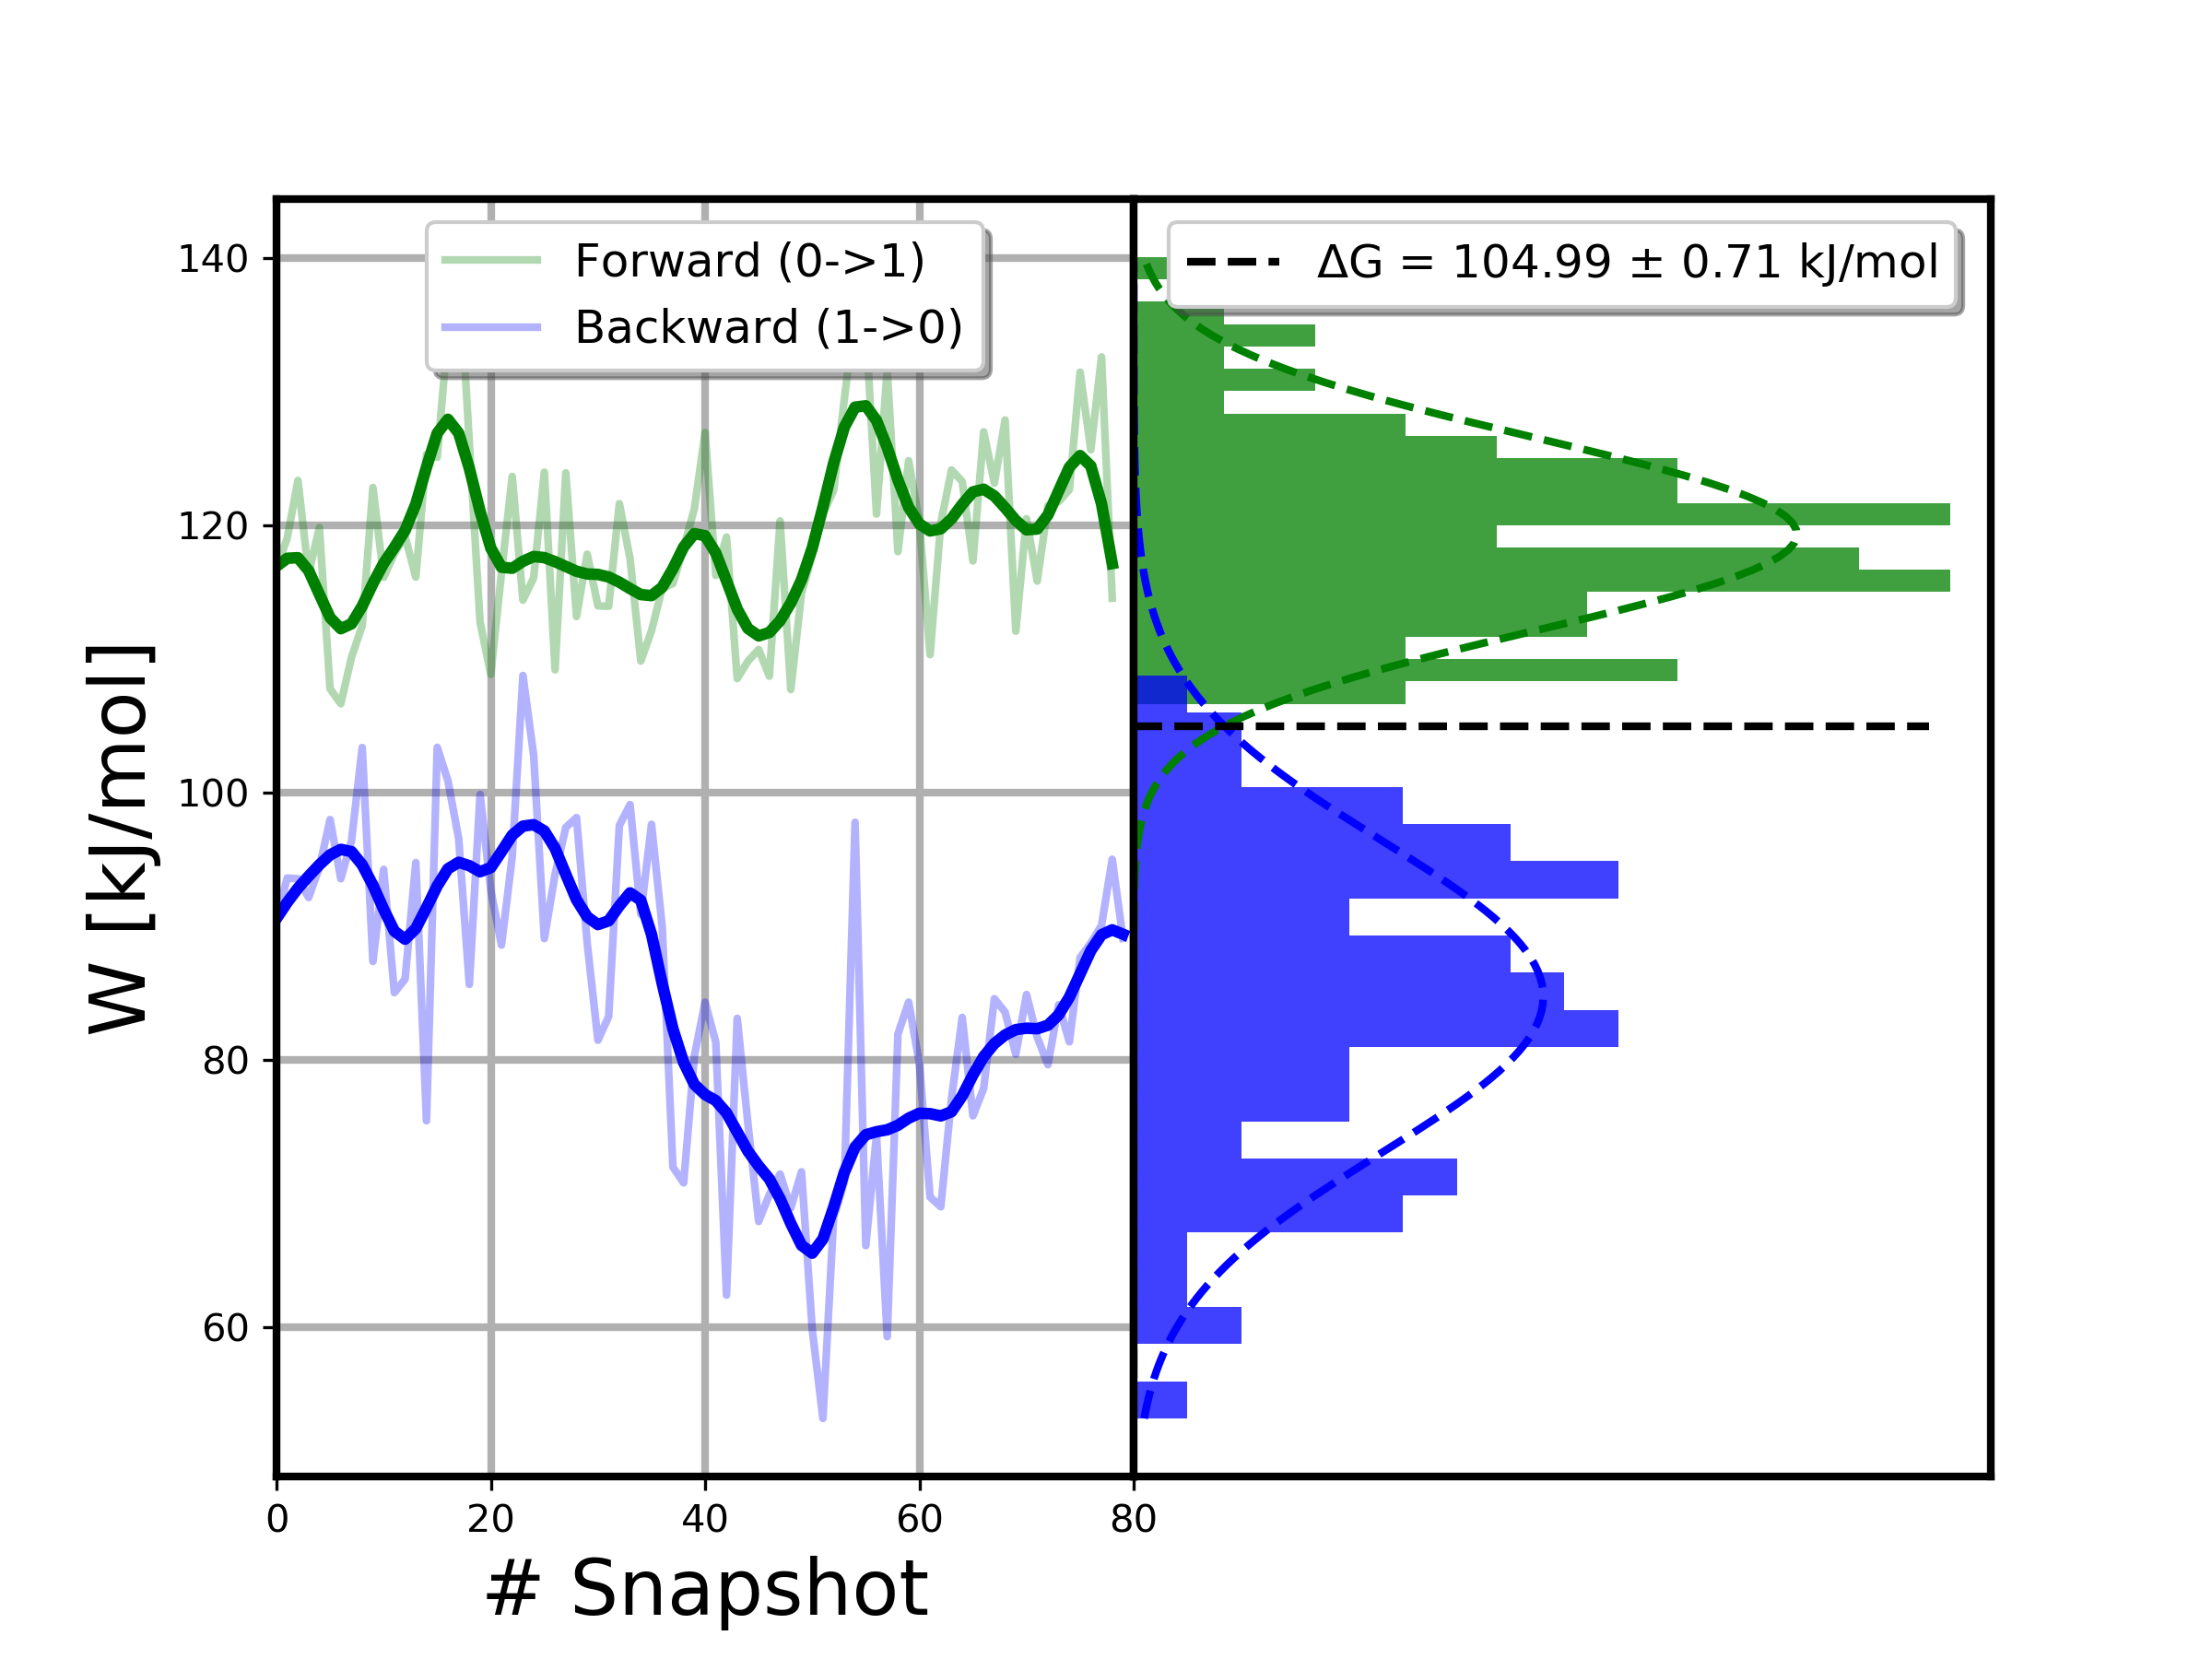 Forward (0->1)
Backward (1->0)
ΔG = 104.99 ± 0.71 kJ/mol
W [kJ/mol]
140
120
100
80
60
0 20 40 60 80
# Snapshot